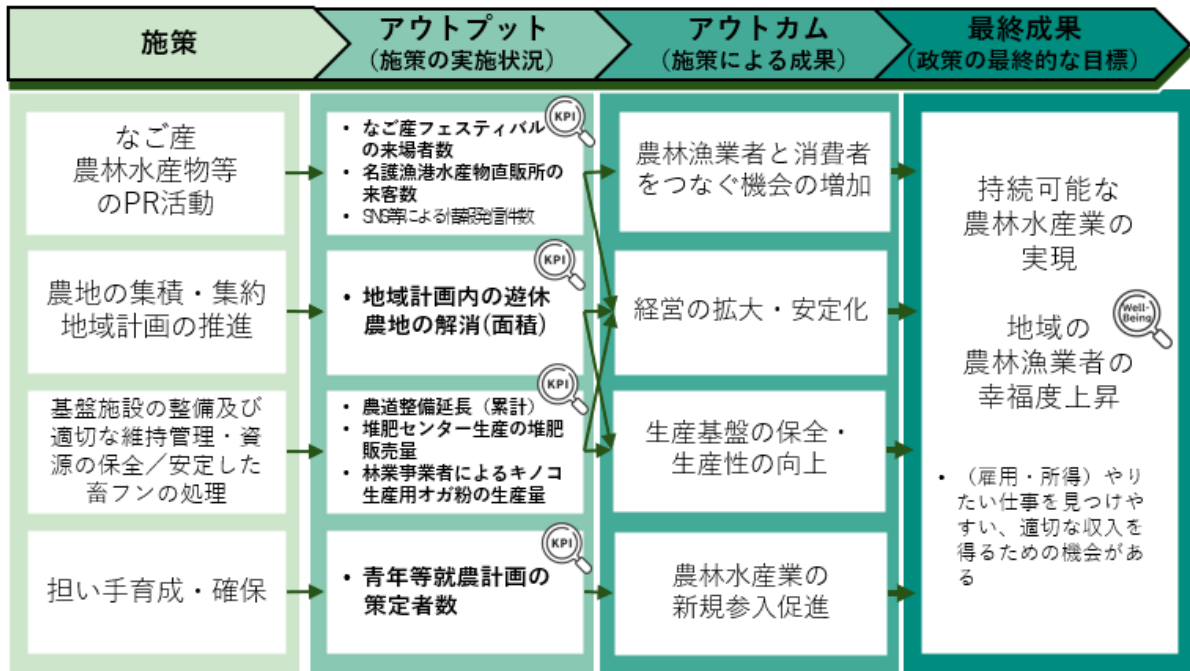 施策
アウトプット
(施策の実施状況)
アウトカム
(施策による成果)
最終成果
(政策の最終的な目標)
なご産
農林水産物等
のPR活動
KPI
• なご産フェスティバル
の来場者数
• 名護漁港水産物直販所の
来客数
• SNS等による情報発信件数
農林漁業者と消費者
をつなぐ機会の増加
農地の集積・集約
地域計画の推進
KPI
• 地域計画内の遊休
農地の解消(面積)
経営の拡大・安定化
基盤施設の整備及び
適切な維持管理・資
源の保全／安定した
畜フンの処理
KPI
• 農道整備延長（累計）
• 堆肥センター生産の堆肥
販売量
• 林業事業者によるキノコ
生産用オガ粉の生産量
生産基盤の保全・
生産性の向上
担い手育成・確保
KPI
• 青年等就農計画の
策定者数
農林水産業の
新規参入促進
持続可能な
農林水産業の
実現
Well-
Being
地域の
農林漁業者の
幸福度上昇
• （雇用・所得）やり
たい仕事を見つけや
すい、適切な収入を
得るための機会があ
る